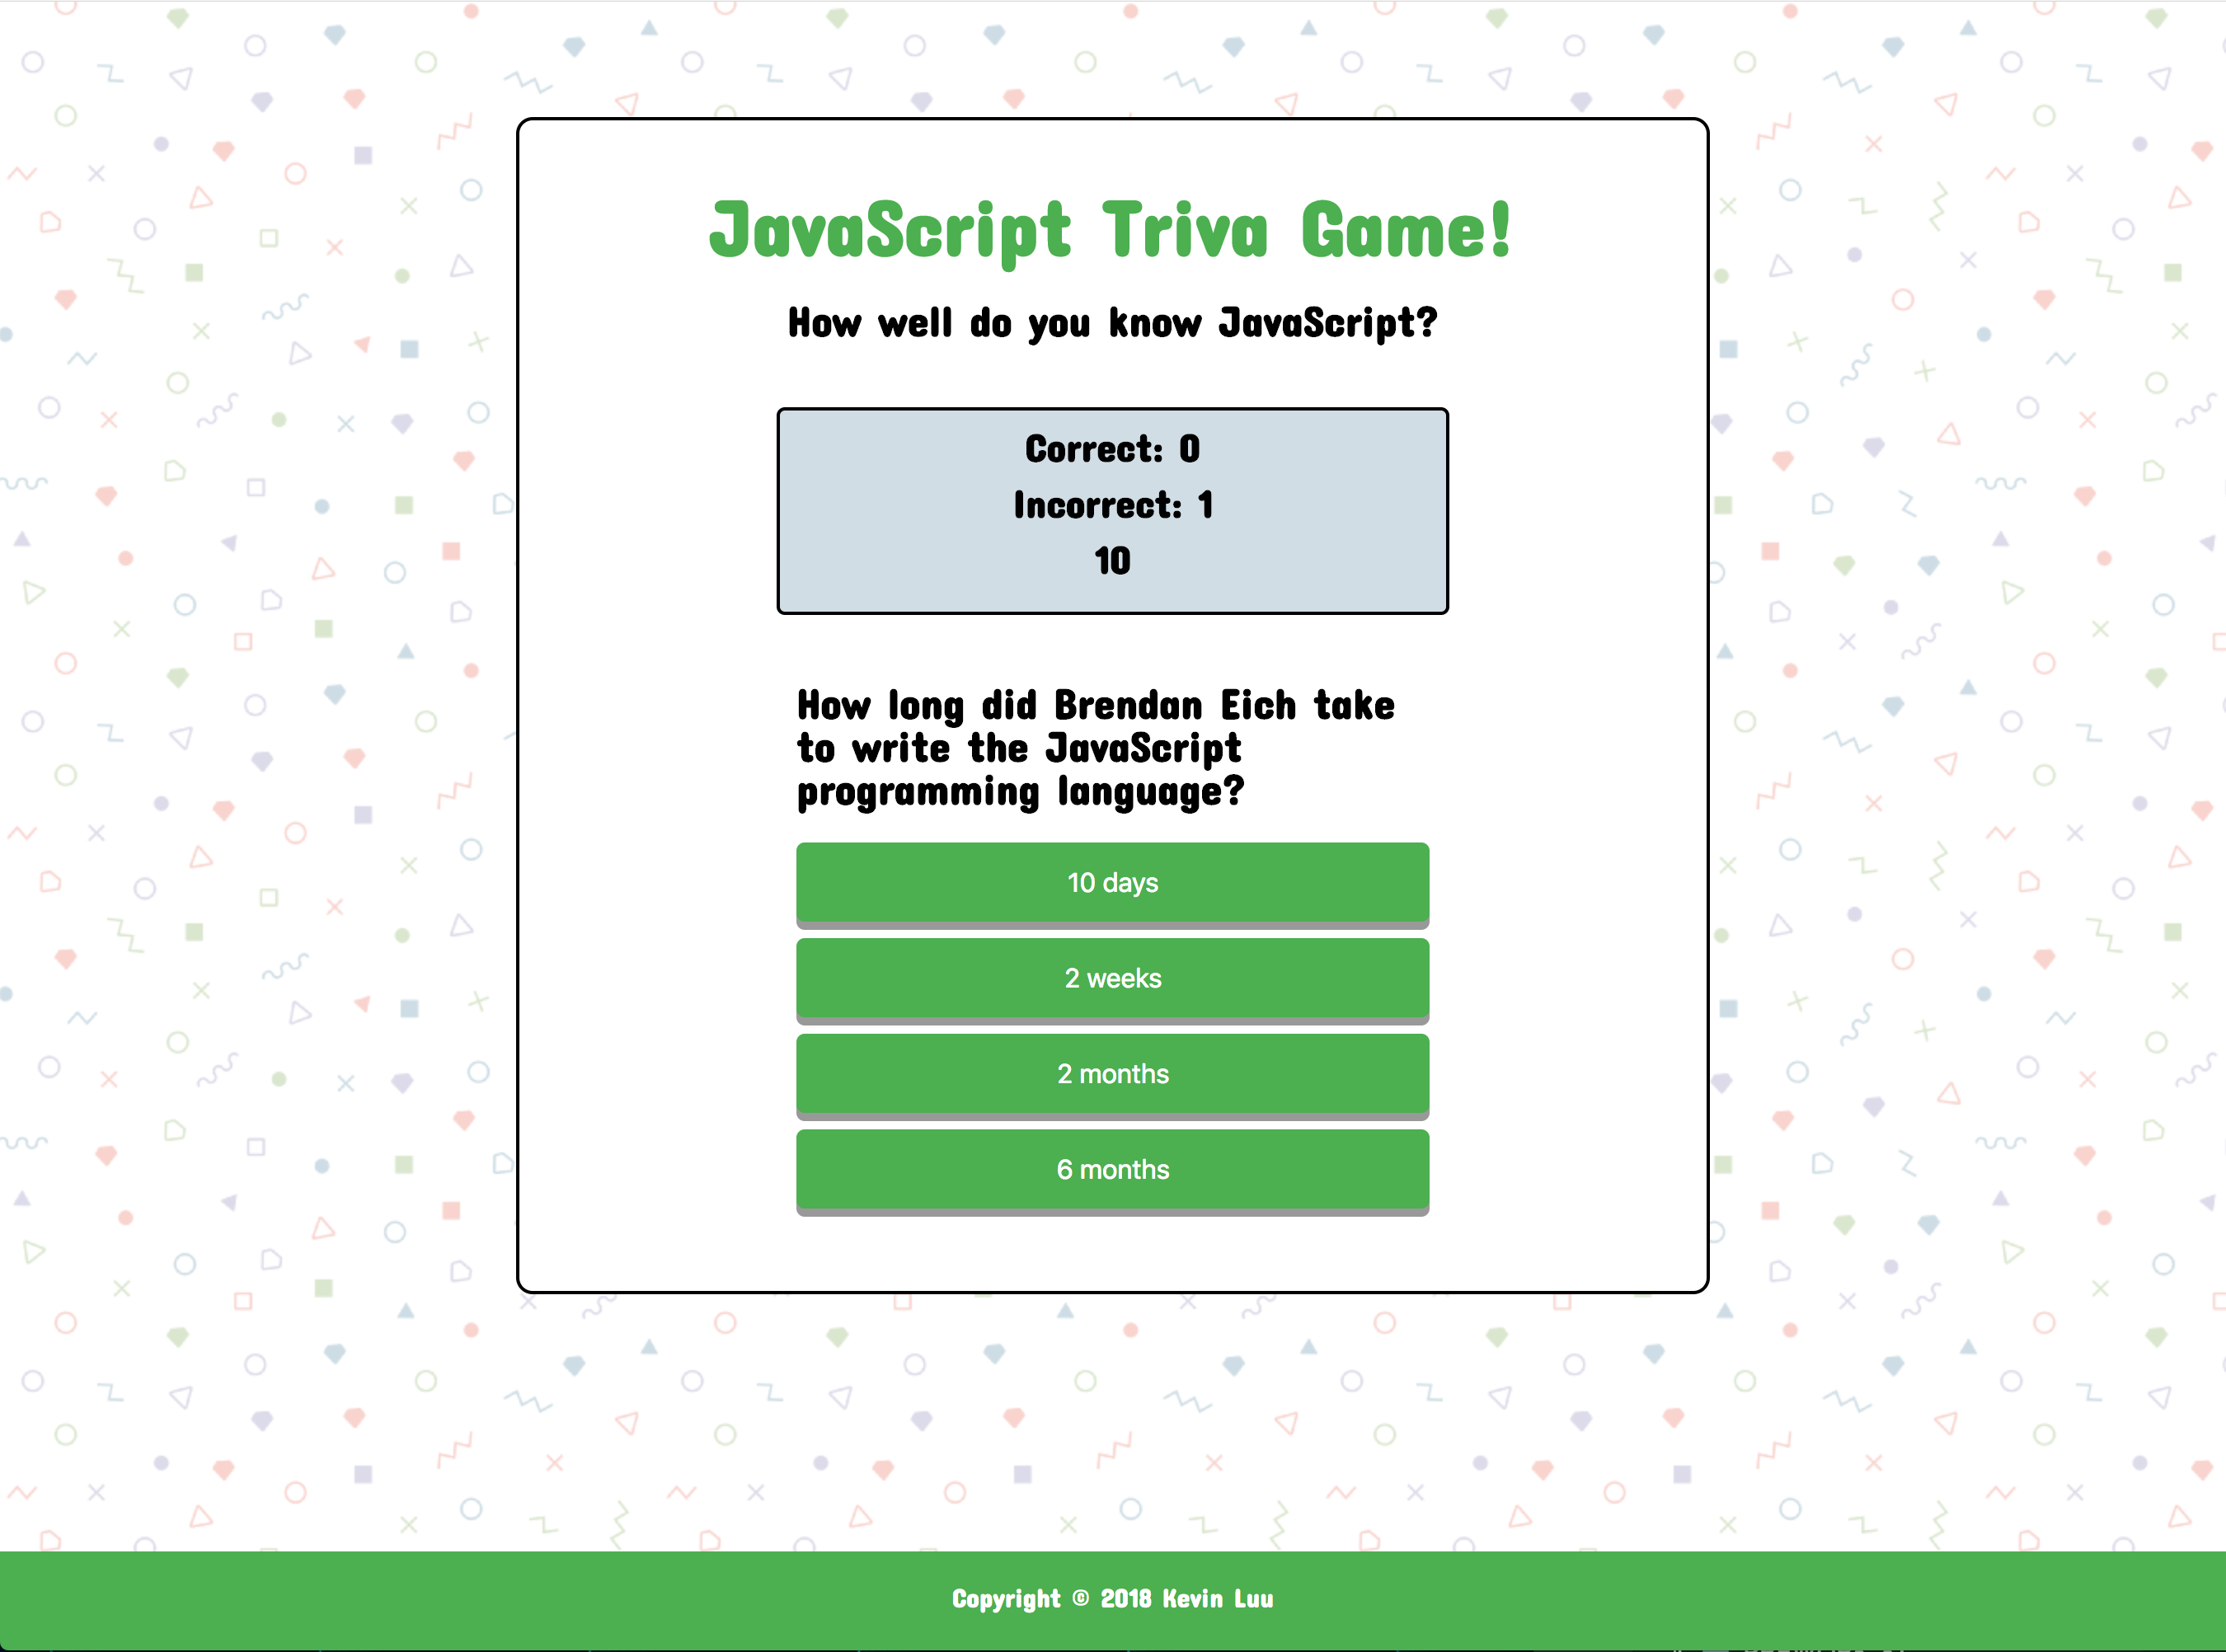 JavaScript Triva Game!
How well do you know JavaScript?
Correct: 0
Incorrect: 1
10
How long did Brendan Eich take
to write the JavaScript
programming language?
10 days
2 weeks
2 months
6 months
Copyright © 2018 Kevin Luu